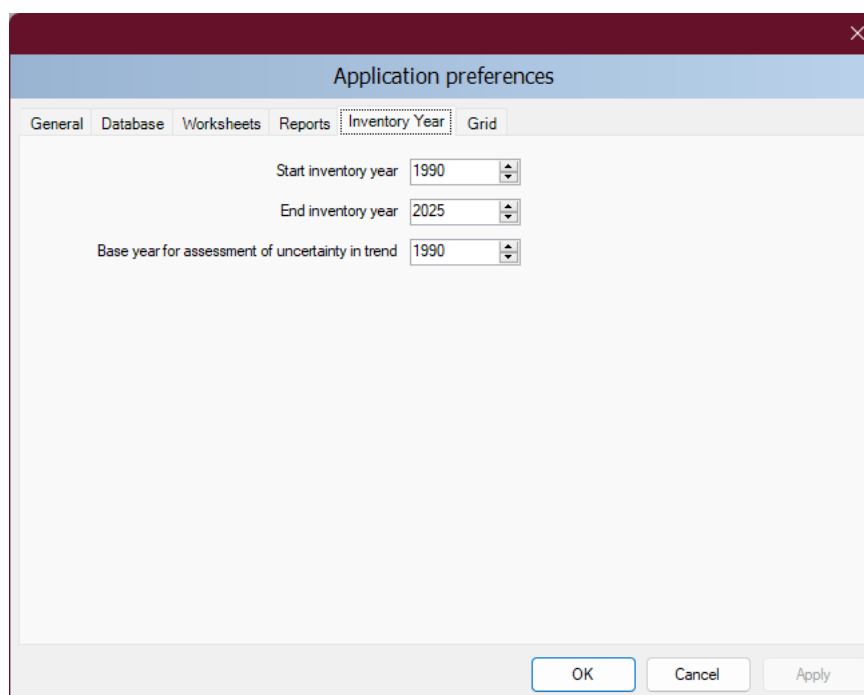 Application preferences
General Database Worksheets Reports Inventory Year Grid
Start inventory year 1990
End inventory year 2025
Base year for assessment of uncertainty in trend 1990
OK Cancel Apply